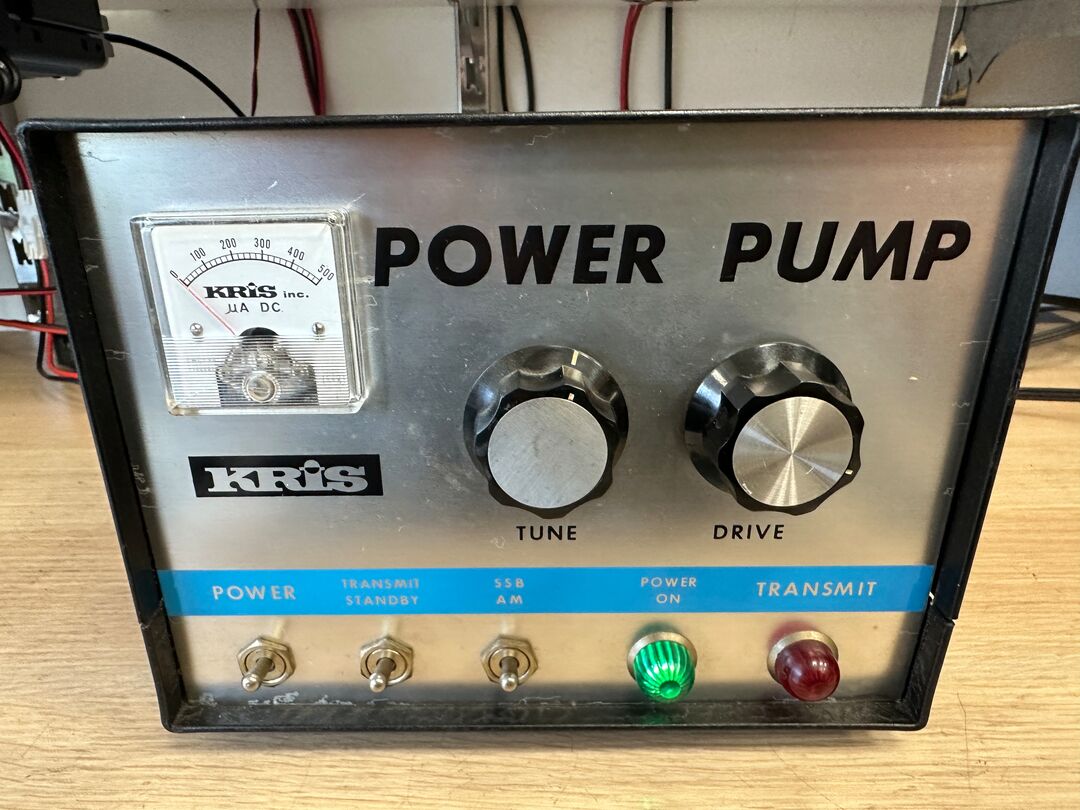 POWER PUMP
0 100 200 300 400 500
KRIS inc.
µA DC.
KRIS
TUNE
DRIVE
POWER
TRANSMIT
STANDBY
SSB
AM
POWER
ON
TRANSMIT